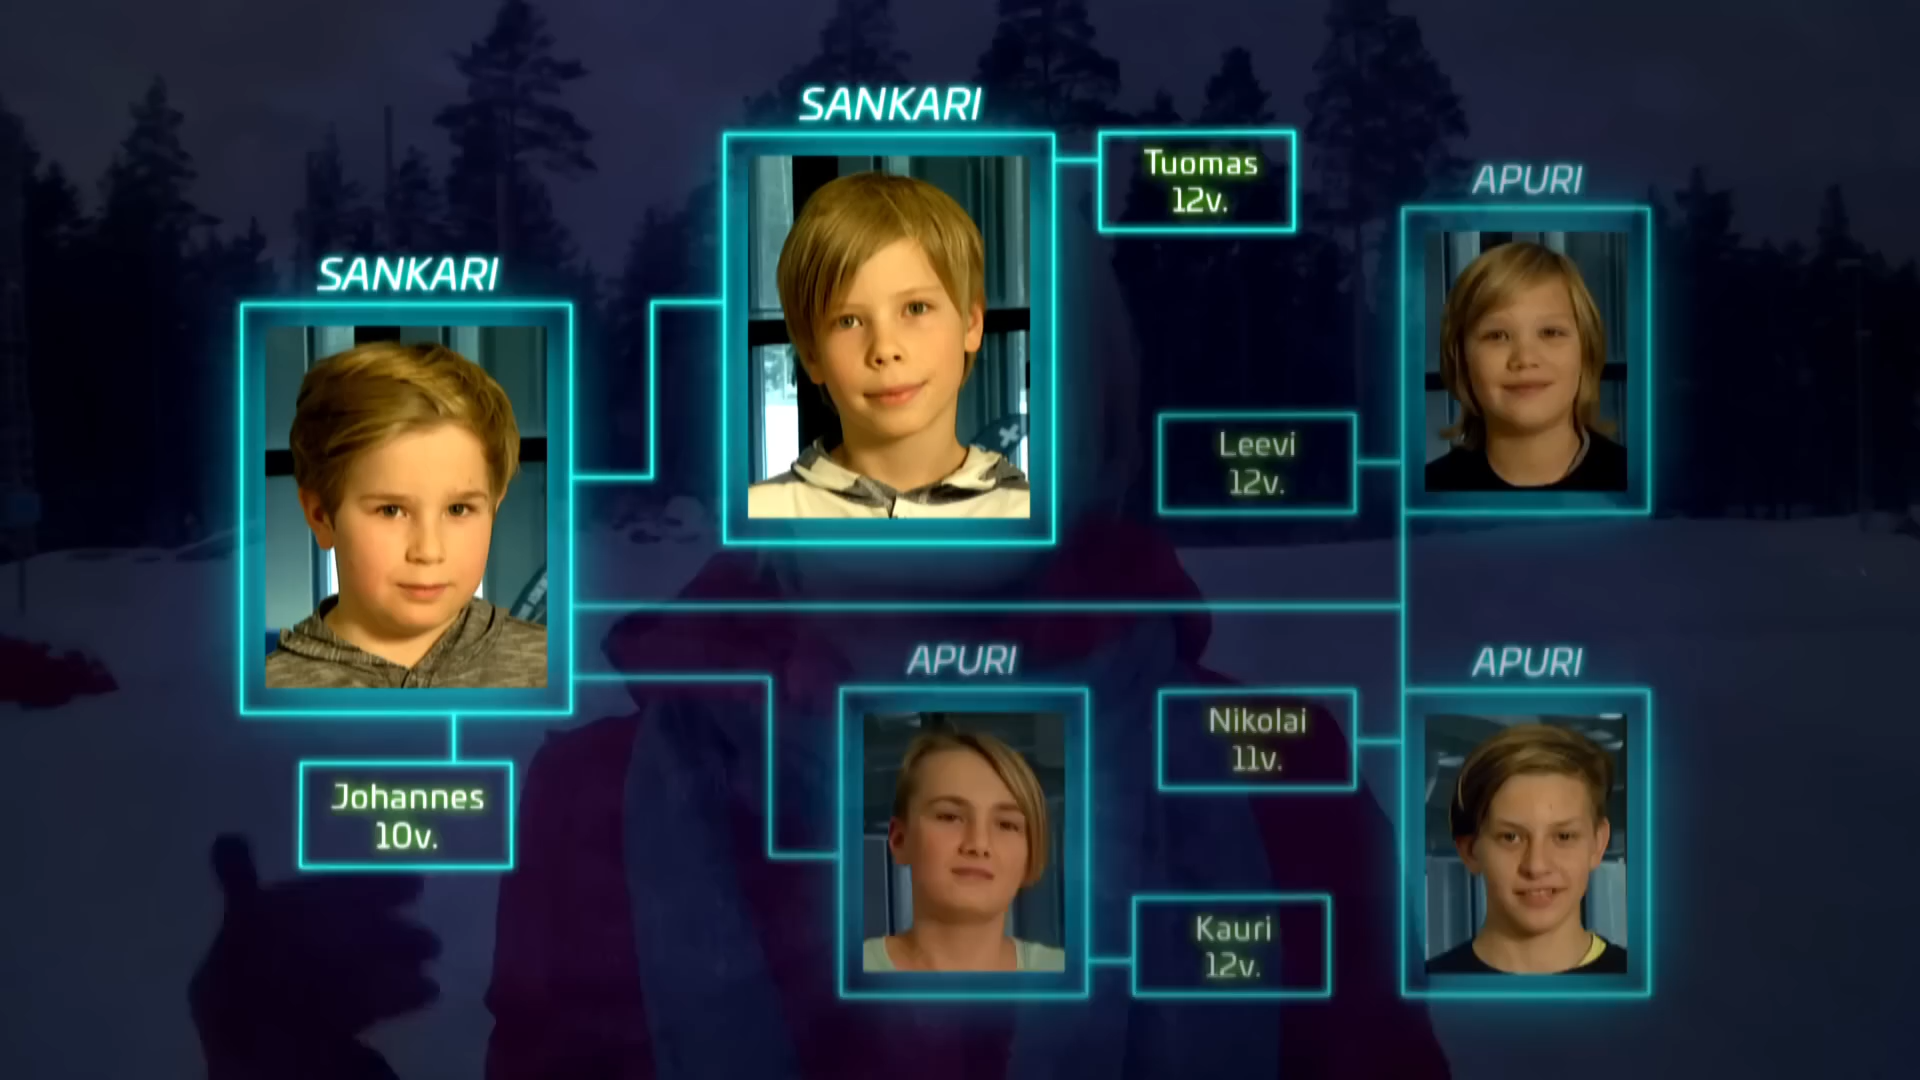 SANKARI
Tuomas
12v.
APURI
SANKARI
Leevi
12v.
APURI
APURI
Nikolai
11v.
Johannes
10v.
Kauri
12v.